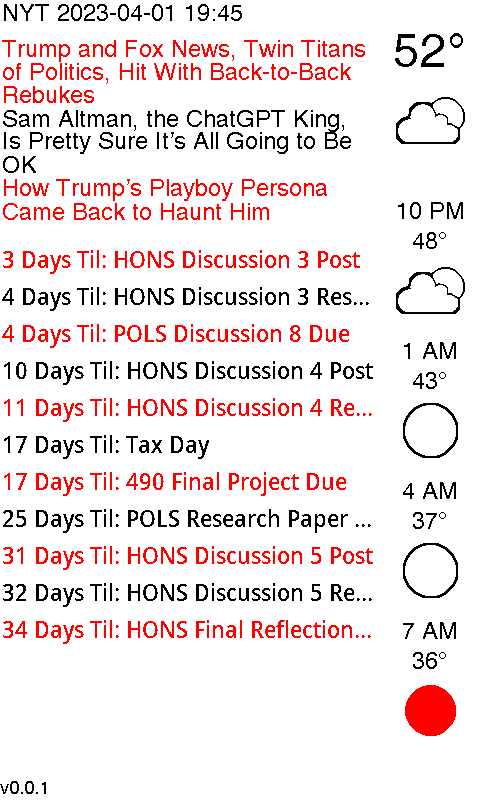 NYT 2023-04-01 19:45
Trump and Fox News, Twin Titans
of Politics, Hit With Back-to-Back
Rebukes
Sam Altman, the ChatGPT King,
Is Pretty Sure It's All Going to Be
OK
How Trump's Playboy Persona
Came Back to Haunt Him
3 Days Til: HONS Discussion 3 Post
4 Days Til: HONS Discussion 3 Res...
4 Days Til: POLS Discussion 8 Due
10 Days Til: HONS Discussion 4 Post
11 Days Til: HONS Discussion 4 Re...
17 Days Til: Tax Day
17 Days Til: 490 Final Project Due
25 Days Til: POLS Research Paper ...
31 Days Til: HONS Discussion 5 Post
32 Days Til: HONS Discussion 5 Re...
34 Days Til: HONS Final Reflection...
52°
10 PM
48°
1 AM
43°
4 AM
37°
7 AM
36°
v0.0.1